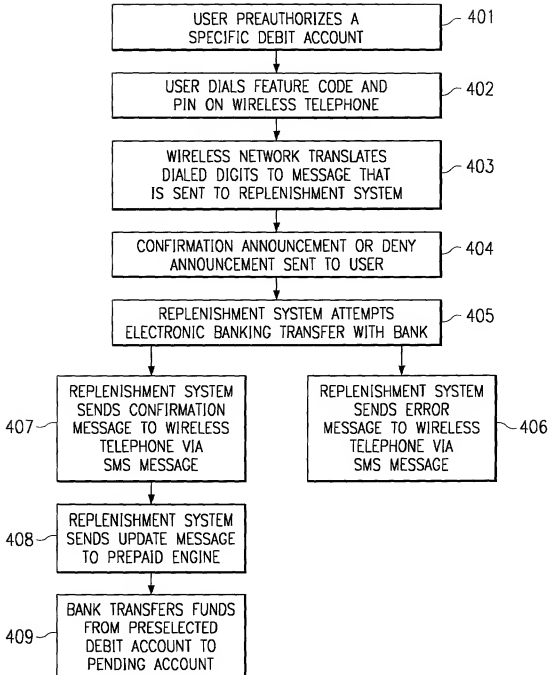 USER PREAUTHORIZES A
SPECIFIC DEBIT ACCOUNT
401
USER DIALS FEATURE CODE AND
PIN ON WIRELESS TELEPHONE
402
WIRELESS NETWORK TRANSLATES
DIALED DIGITS TO MESSAGE THAT
IS SENT TO REPLENISHMENT SYSTEM
403
CONFIRMATION ANNOUNCEMENT OR DENY
ANNOUNCEMENT SENT TO USER
404
REPLENISHMENT SYSTEM ATTEMPTS
ELECTRONIC BANKING TRANSFER WITH BANK
405
407
REPLENISHMENT SYSTEM
SENDS CONFIRMATION
MESSAGE TO WIRELESS
TELEPHONE VIA
SMS MESSAGE
REPLENISHMENT SYSTEM
SENDS ERROR
MESSAGE TO WIRELESS
TELEPHONE VIA
SMS MESSAGE
406
408
REPLENISHMENT SYSTEM
SENDS UPDATE MESSAGE
TO PREPAID ENGINE
409
BANK TRANSFERS FUNDS
FROM PRESELECTED
DEBIT ACCOUNT TO
PENDING ACCOUNT